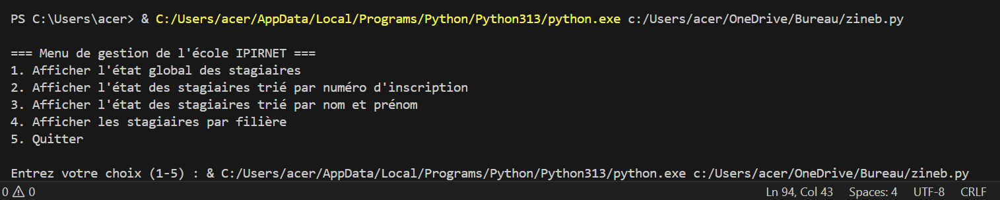 PS C:\Users\acer> & C:/Users/acer/AppData/Local/Programs/Python/Python313/python.exe c:/Users/acer/OneDrive/Bureau/zineb.py
=== Menu de gestion de l'école IPIRNET ===
1. Afficher l'état global des stagiaires
2. Afficher l'état des stagiaires trié par numéro d'inscription
3. Afficher l'état des stagiaires trié par nom et prénom
4. Afficher les stagiaires par filière
5. Quitter
Entrez votre choix (1-5) : & C:/Users/acer/AppData/Local/Programs/Python/Python313/python.exe c:/Users/acer/OneDrive/Bureau/zineb.py
0 ⚠ 0 Ln 94, Col 43 Spaces: 4 UTF-8 CRLF